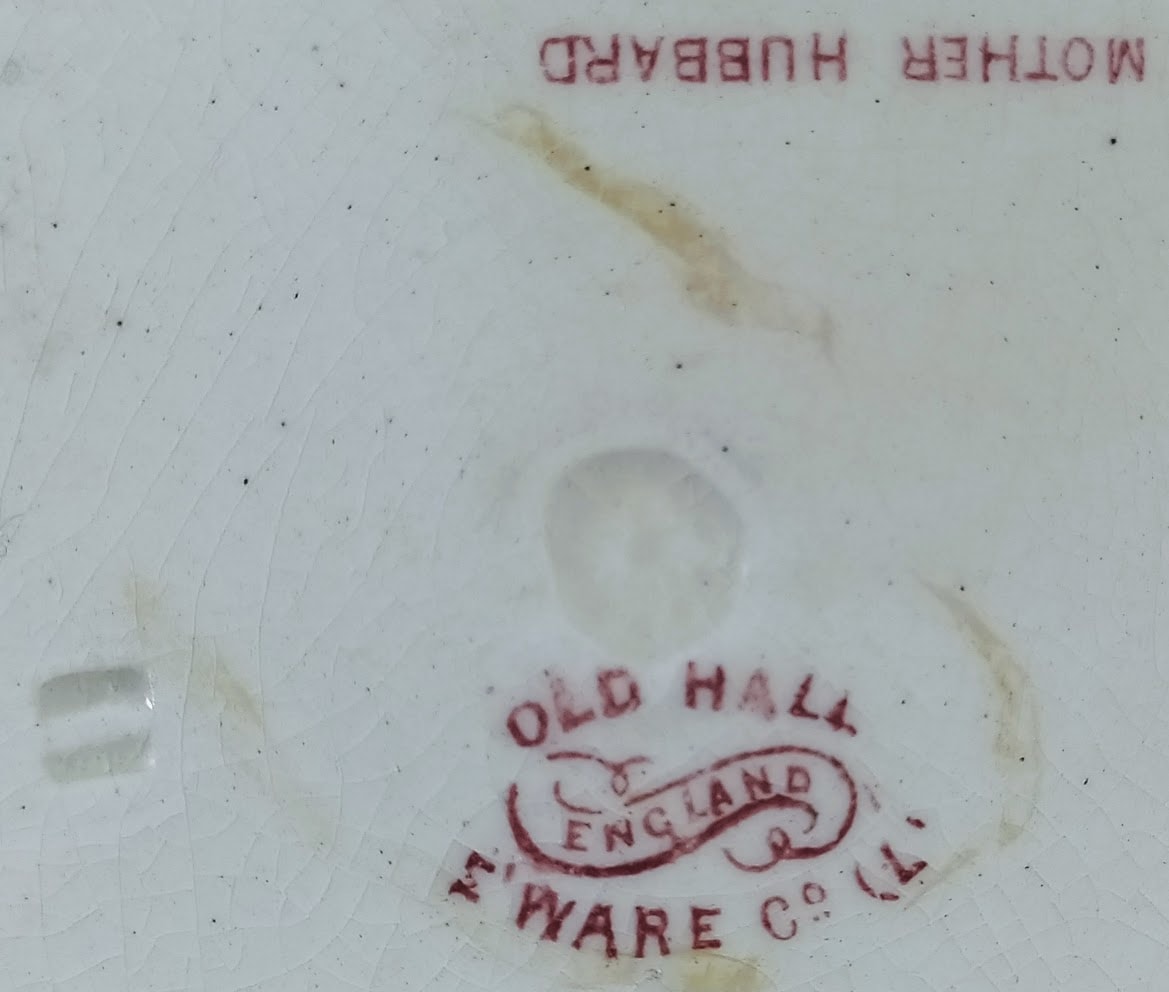 MOTHER HUBBARD
OLD HALL
ENGLAND
E'WARE Co (L.